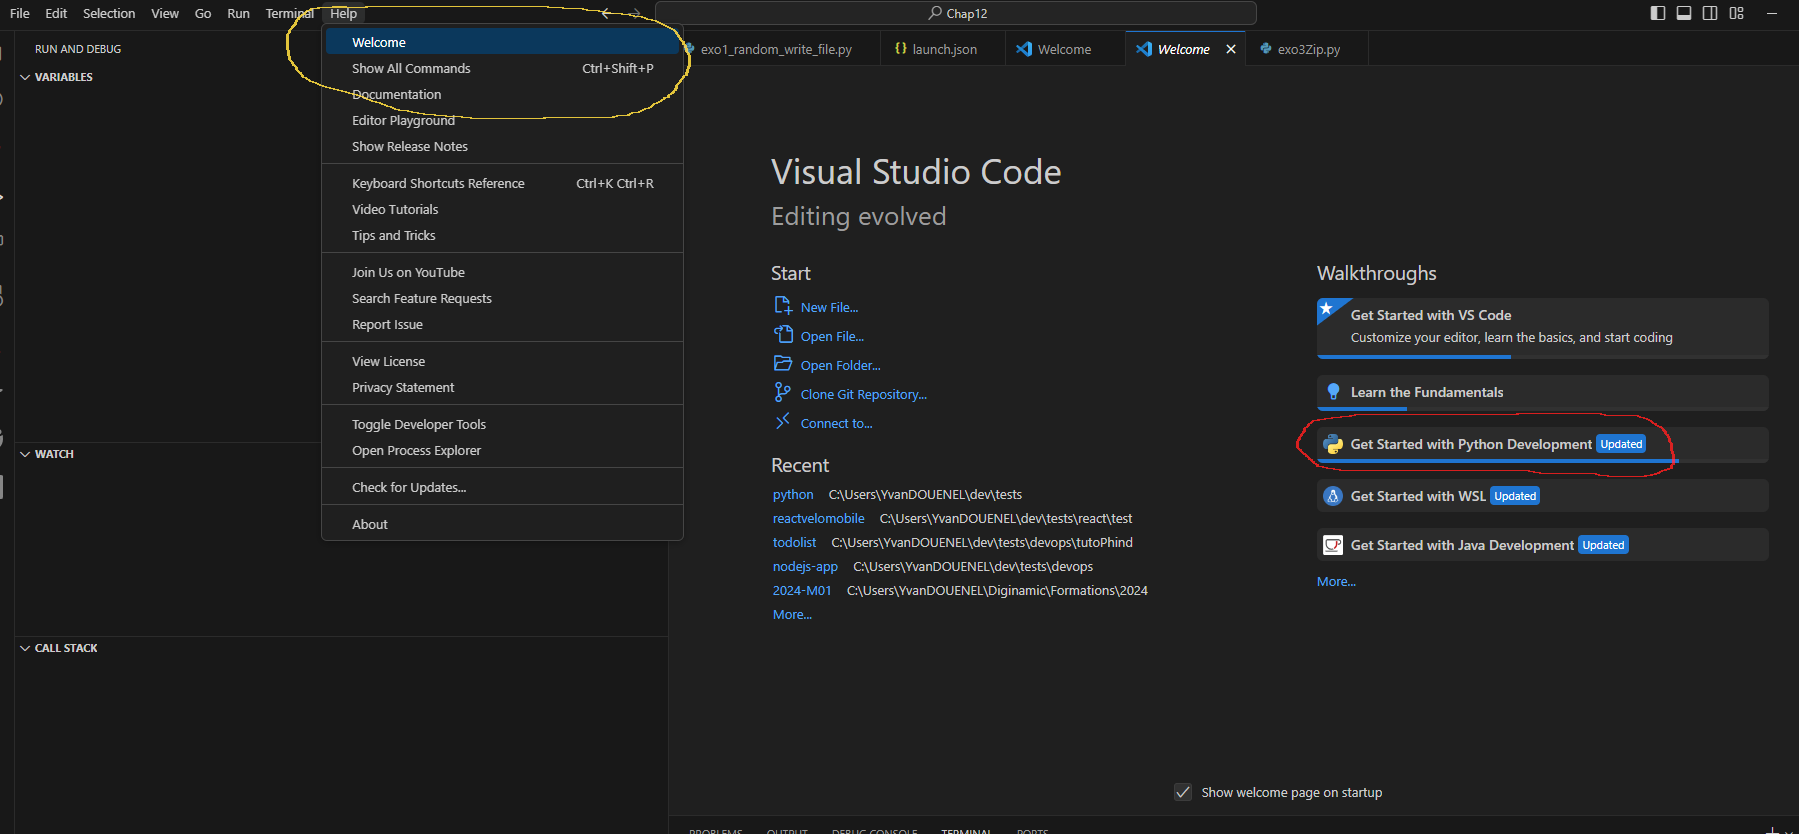 File Edit Selection View Go Run Terminal Help
Chap12
RUN AND DEBUG
VARIABLES
WATCH
CALL STACK
Welcome
Show All Commands Ctrl+Shift+P
Documentation
Editor Playground
Show Release Notes
Keyboard Shortcuts Reference Ctrl+K Ctrl+R
Video Tutorials
Tips and Tricks
Join Us on YouTube
Search Feature Requests
Report Issue
View License
Privacy Statement
Toggle Developer Tools
Open Process Explorer
Check for Updates...
About
exo1_random_write_file.py {} launch.json Welcome Welcome exo3Zip.py
Visual Studio Code
Editing evolved
Start
New File...
Open File...
Open Folder...
Clone Git Repository...
Connect to...
Recent
python C:\Users\YvanDOUENEL\dev\tests
reactvelomobile C:\Users\YvanDOUENEL\dev\tests\react\test
todolist C:\Users\YvanDOUENEL\dev\tests\devops\tutoPhind
nodejs-app C:\Users\YvanDOUENEL\dev\tests\devops
2024-M01 C:\Users\YvanDOUENEL\Diginamic\Formations\2024
More...
Walkthroughs
Get Started with VS Code
Customize your editor, learn the basics, and start coding
Learn the Fundamentals
Get Started with Python Development Updated
Get Started with WSL Updated
Get Started with Java Development Updated
More...
Show welcome page on startup
PROBLEMS OUTPUT DEBUG CONSOLE TERMINAL PORTS